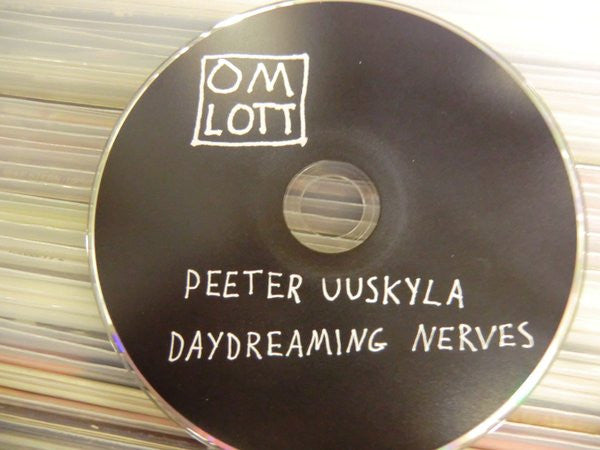 OM
LOTT
PEETER UUSKYLA
DAYDREAMING NERVES